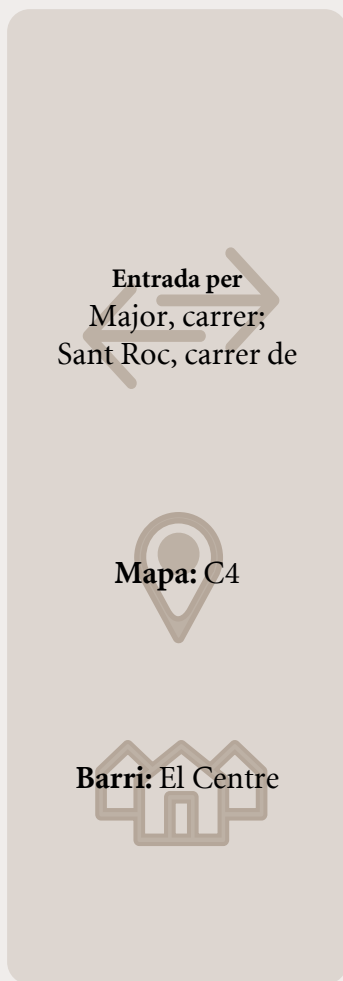 Entrada per
Major, carrer;
Sant Roc, carrer de
Mapa: C4
Barri: El Centre